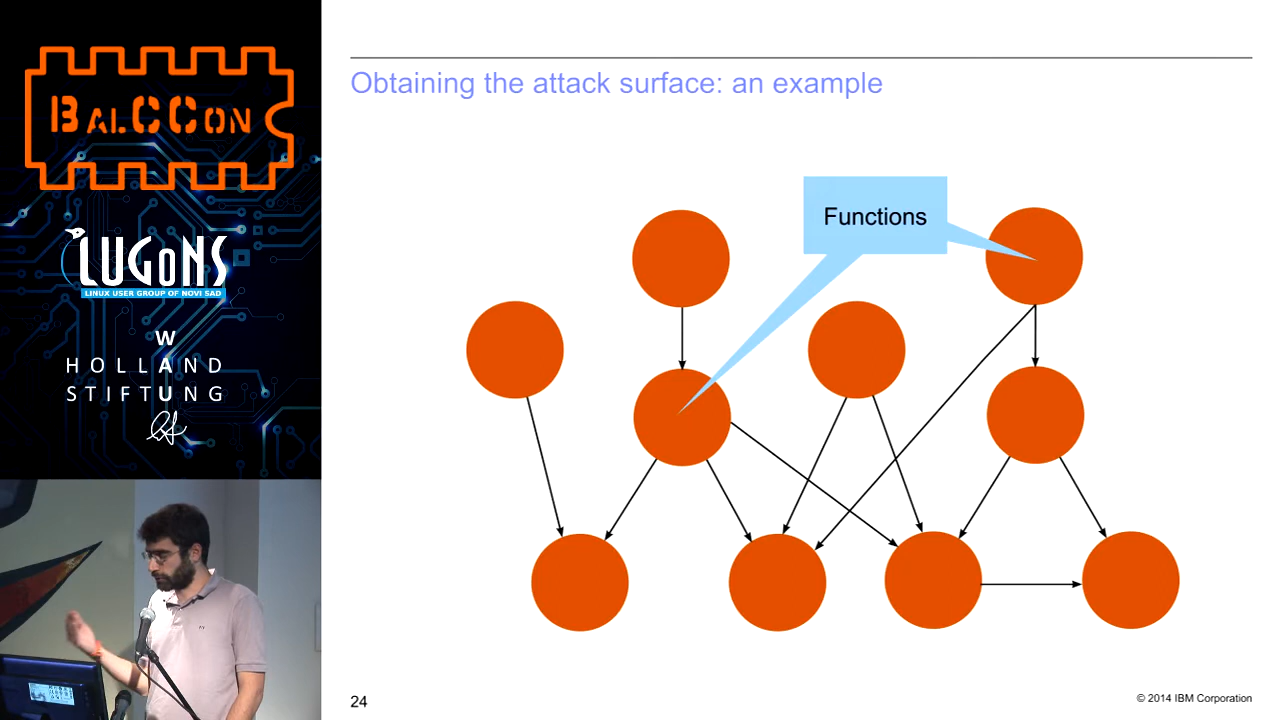 BALCCON
LUGONS
LINUX USER GROUP OF NOVI SAD
W
HOLLAND
STIFTUNG
Obtaining the attack surface: an example
Functions
24
© 2014 IBM Corporation